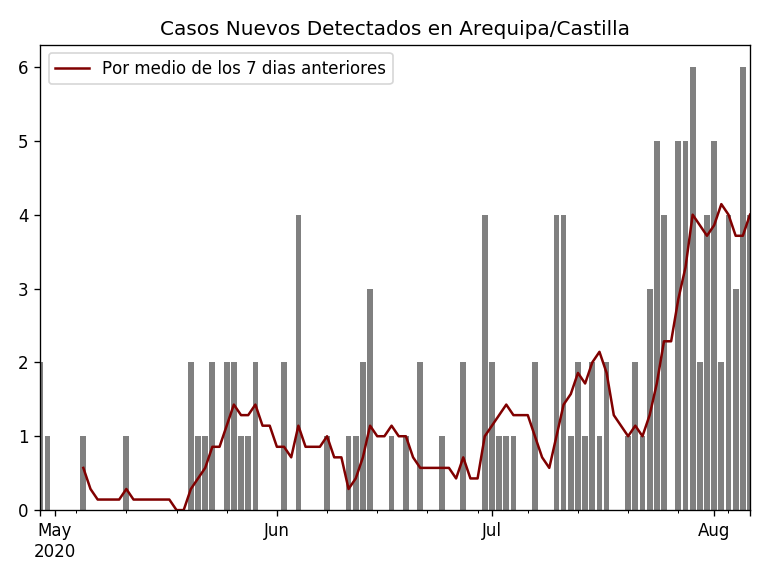 Casos Nuevos Detectados en Arequipa/Castilla
Por medio de los 7 dias anteriores
6
5
4
3
2
1
0
May Jun Jul Aug
2020